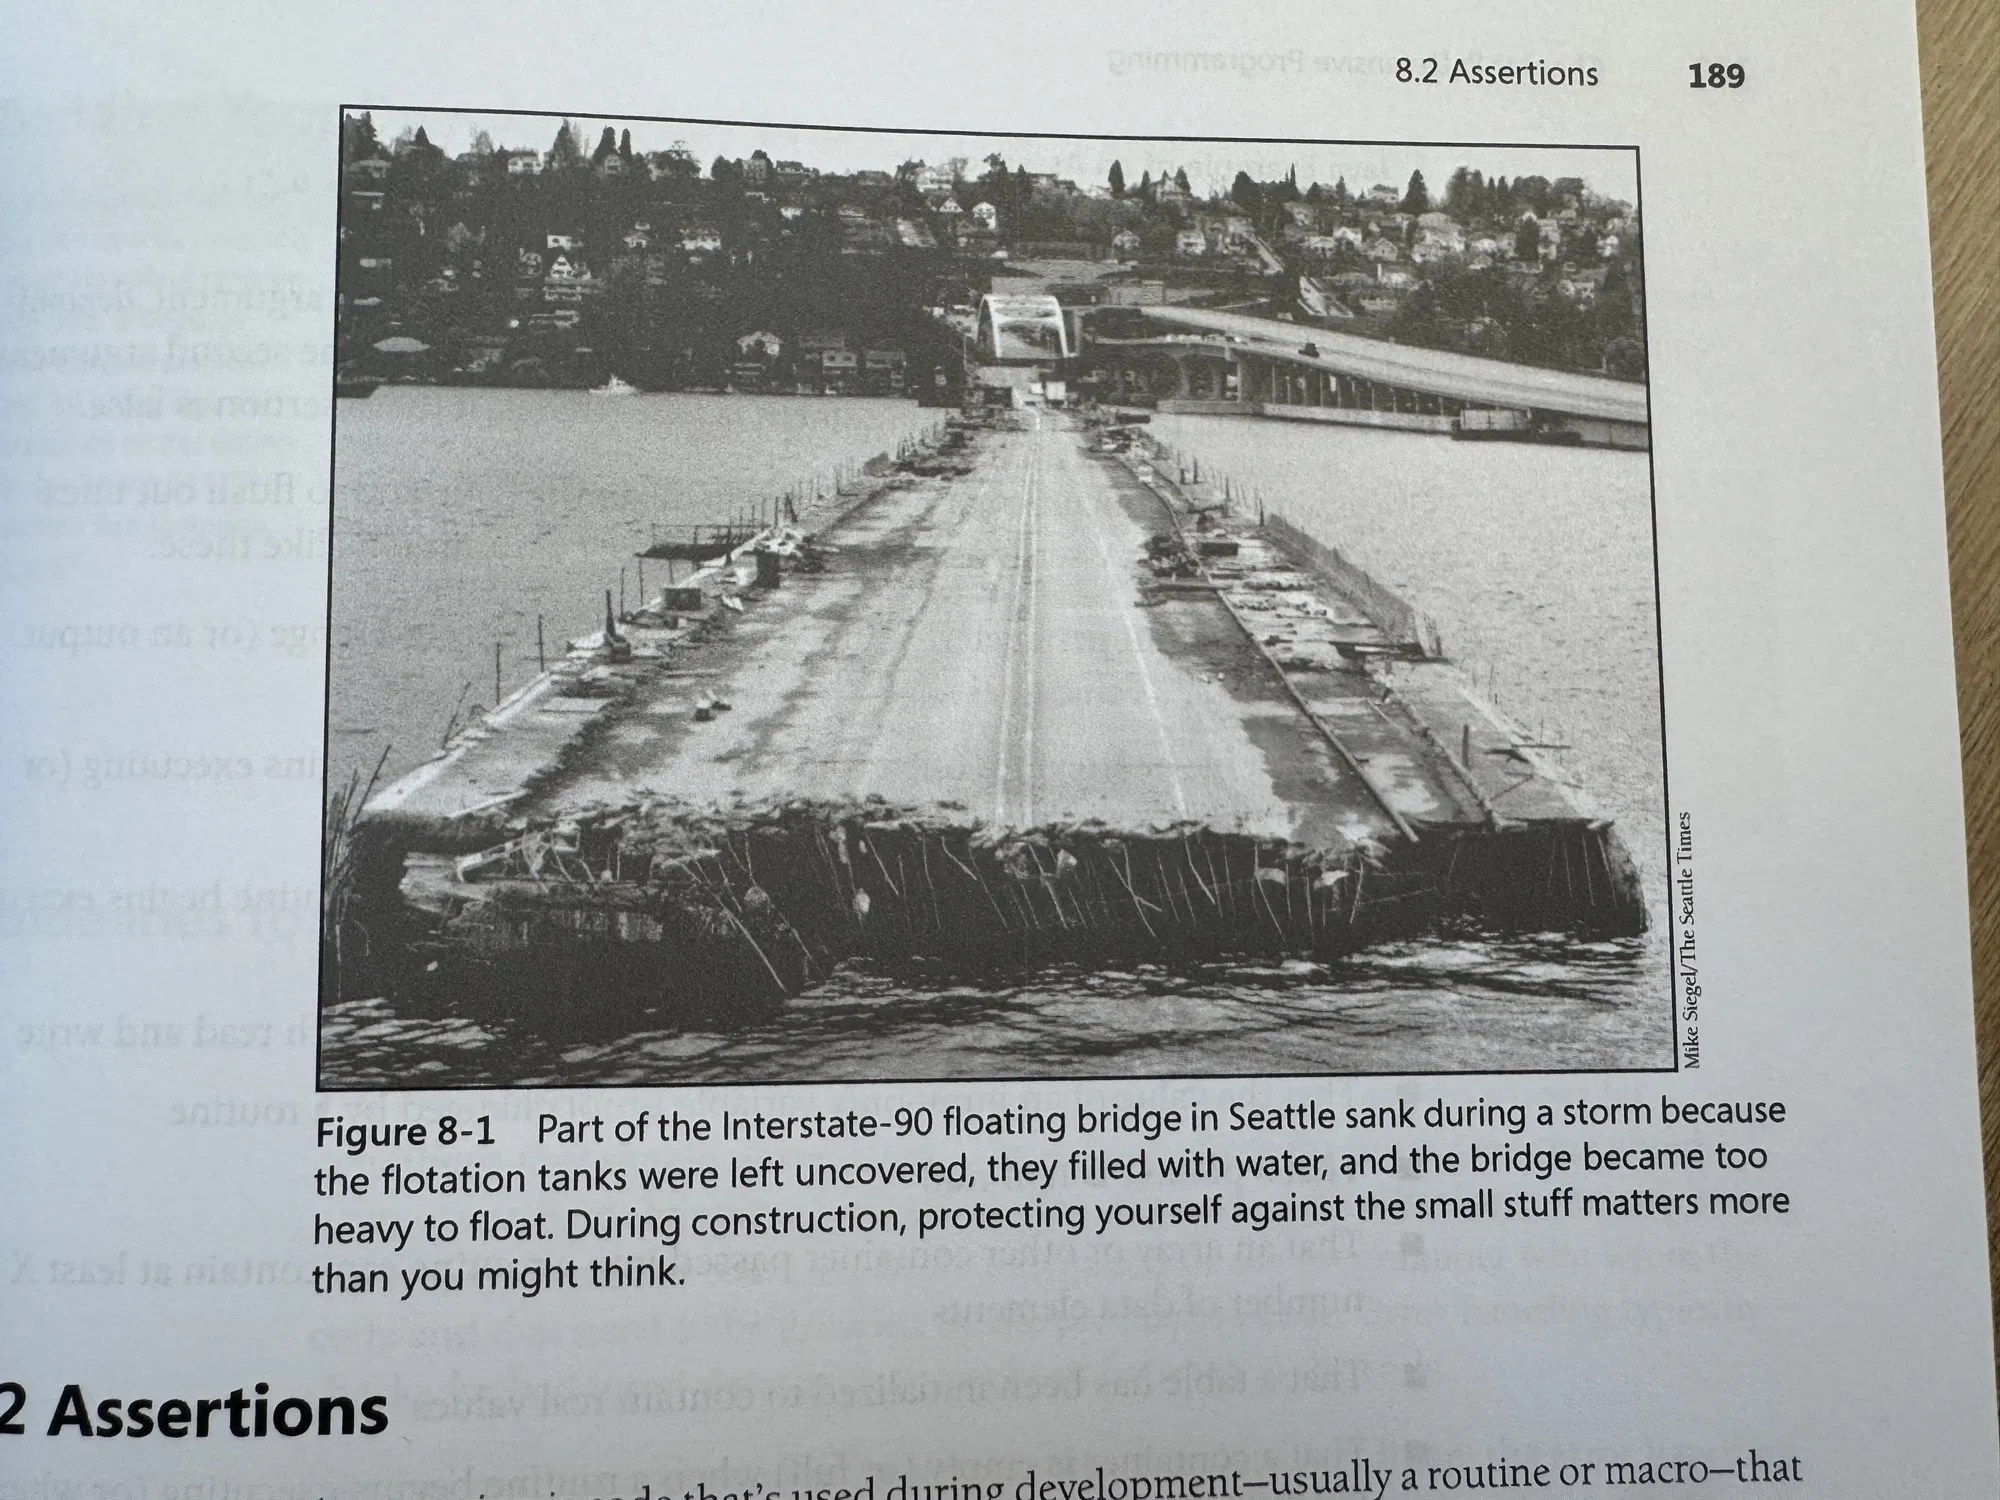 8.2 Assertions 189
Mike Siegel/The Seattle Times
Figure 8-1 Part of the Interstate-90 floating bridge in Seattle sank during a storm because
the flotation tanks were left uncovered, they filled with water, and the bridge became too
heavy to float. During construction, protecting yourself against the small stuff matters more
than you might think.
2 Assertions
that's used during development—usually a routine or macro—that